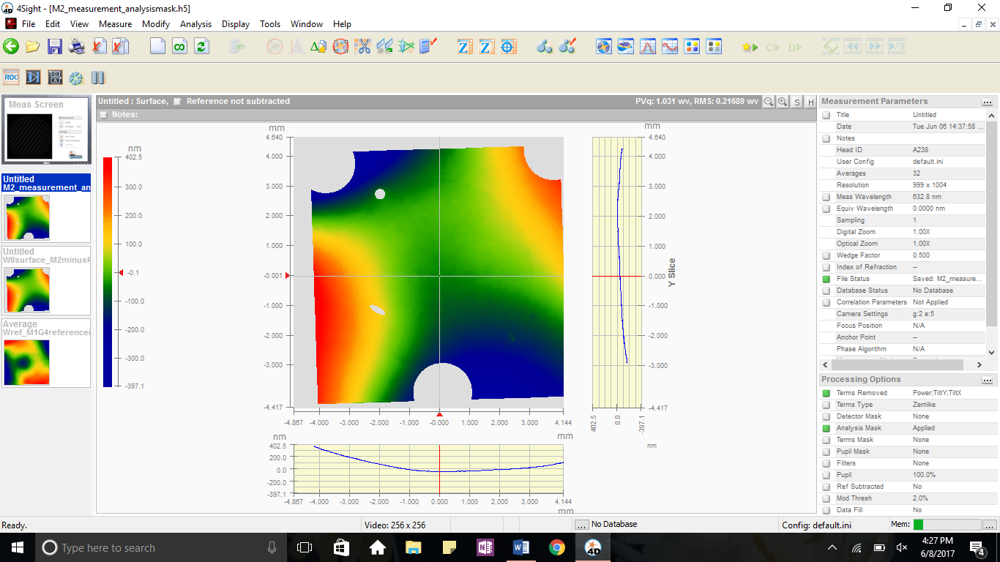 4Sight - [M2_measurement_analysismask.h5]
File Edit View Measure Modify Analysis Display Tools Window Help
ROC
Meas Screen
Untitled
M2_measurement_an
Untitled
WIIsurface_M2minusR
Average
Wref_M1G4referencei
Untitled : Surface, Reference not subtracted PVq: 1.031 wv, RMS: 0.21689 wv S H
Notes:
nm
402.5
300.0
200.0
100.0
-0.1
-100.0
-200.0
-300.0
-397.1
mm
4.640
4.000
3.000
2.000
1.000
-0.001
-1.000
-2.000
-3.000
-4.417
-4.867 -4.000 -3.000 -2.000 -1.000 -0.000 1.000 2.000 3.000 4.144
mm
mm
4.640
4.000
3.000
2.000
1.000
0.000
-1.000
-2.000
-3.000
-4.417
Y Slice
402.5 0.0 -397.1
nm
nm
402.5
200.0
0.0
-200.0
-397.1
-4.867 -4.000 -3.000 -2.000 -1.000 0.000 1.000 2.000 3.000 4.144
mm
Measurement Parameters ...
Title Untitled
Date Tue Jun 06 14:37:58 ...
Notes
Head ID A238
User Config default.ini
Averages 32
Resolution 999 x 1004
Meas Wavelength 632.8 nm
Equiv Wavelength 0.0000 nm
Sampling 1
Digital Zoom 1.00X
Optical Zoom 1.00X
Wedge Factor 0.500
Index of Refraction --
File Status Saved: M2_measure...
Database Status No Database
Correlation Parameters Not Applied
Camera Settings g:2 e:5
Focus Position N/A
Anchor Point --
Phase Algorithm N/A
Processing Options ...
Terms Removed Power;TiltY;TiltX
Terms Type Zernike
Detector Mask None
Analysis Mask Applied
Terms Mask None
Pupil Mask None
Filters None
Pupil 100.0%
Ref Subtracted No
Mod Thresh 2.0%
Data Fill No
Ready. Video: 256 x 256 ... No Database Config: default.ini Mem: ...
Type here to search
4:27 PM
6/8/2017
4